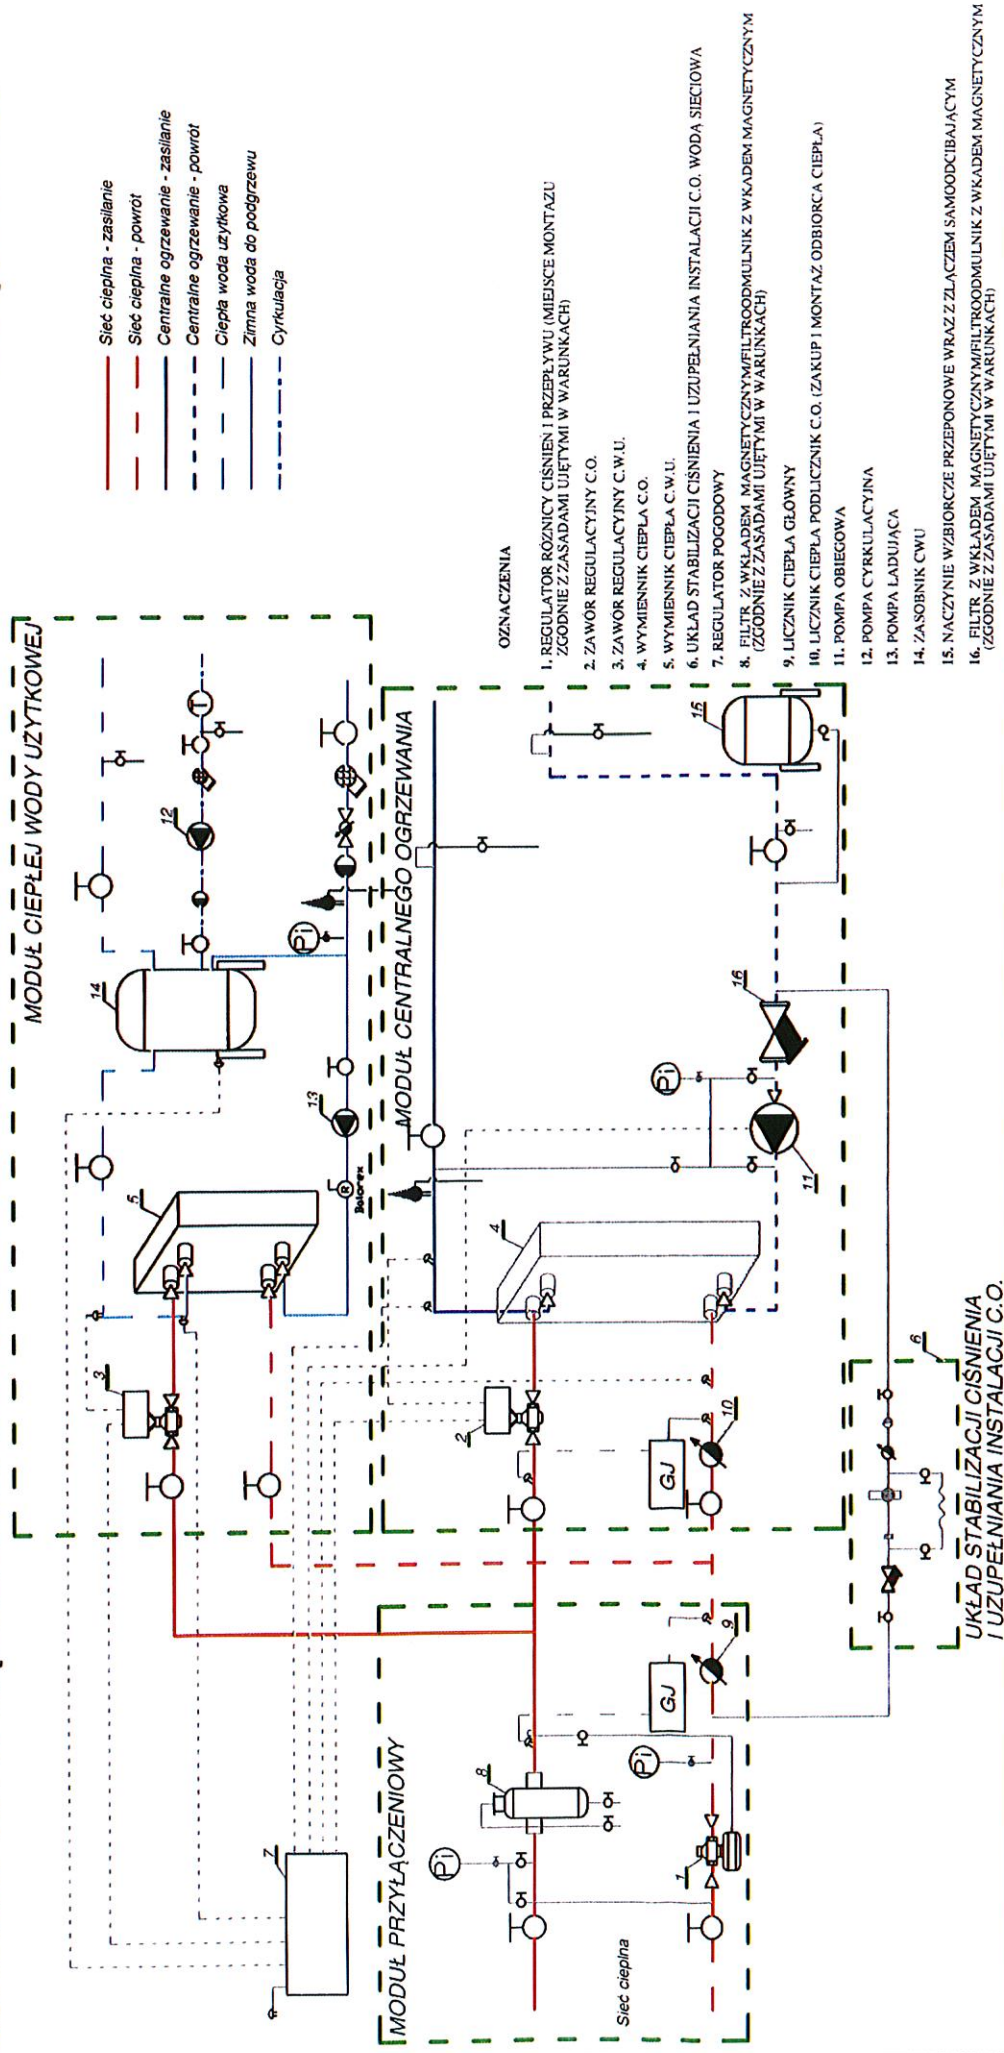 MODUŁ CIEPŁEJ WODY UŻYTKOWEJ
MODUŁ CENTRALNEGO OGRZEWANIA
MODUŁ PRZYŁĄCZENIOWY
UKŁAD STABILIZACJI CIŚNIENIA
I UZUPEŁNIANIA INSTALACJI C.O.
Sieć cieplna
Sieć cieplna - zasilanie
Sieć cieplna - powrót
Centralne ogrzewanie - zasilanie
Centralne ogrzewanie - powrót
Ciepła woda użytkowa
Zimna woda do podgrzewu
Cyrkulacja
OZNACZENIA
1. REGULATOR RÓŻNICY CIŚNIEŃ I PRZEPŁYWU (MIEJSCE MONTAŻU
ZGODNIE Z ZASADAMI UJĘTYMI W WARUNKACH)
2. ZAWÓR REGULACYJNY C.O.
3. ZAWÓR REGULACYJNY C.W.U.
4. WYMIENNIK CIEPŁA C.O.
5. WYMIENNIK CIEPŁA C.W.U.
6. UKŁAD STABILIZACJI CIŚNIENIA I UZUPEŁNIANIA INSTALACJI C.O. WODĄ SIECIOWĄ
7. REGULATOR POGODOWY
8. FILTR Z WKŁADEM MAGNETYCZNYM/FILTROODMULNIK Z WKADEM MAGNETYCZNYM
(ZGODNIE Z ZASADAMI UJĘTYMI W WARUNKACH)
9. LICZNIK CIEPŁA GŁÓWNY
10. LICZNIK CIEPŁA PODLICZNIK C.O. (ZAKUP I MONTAŻ ODBIORCA CIEPŁA)
11. POMPA OBIEGOWA
12. POMPA CYRKULACYJNA
13. POMPA ŁADUJĄCA
14. ZASOBNIK CWU
15. NACZYNIE WZBIORCZE PRZEPONOWE WRAZ Z ZŁĄCZEM SAMOODCIBAJĄCYM
16. FILTR Z WKŁADEM MAGNETYCZNYM/FILTROODMULNIK Z WKADEM MAGNETYCZNYM
(ZGODNIE Z ZASADAMI UJĘTYMI W WARUNKACH)
14
12
T
Pi
13
R
Balorex
5
3
7
4
2
Pi
16
15
11
GJ
10
6
GJ
9
Pi
8
Pi
1